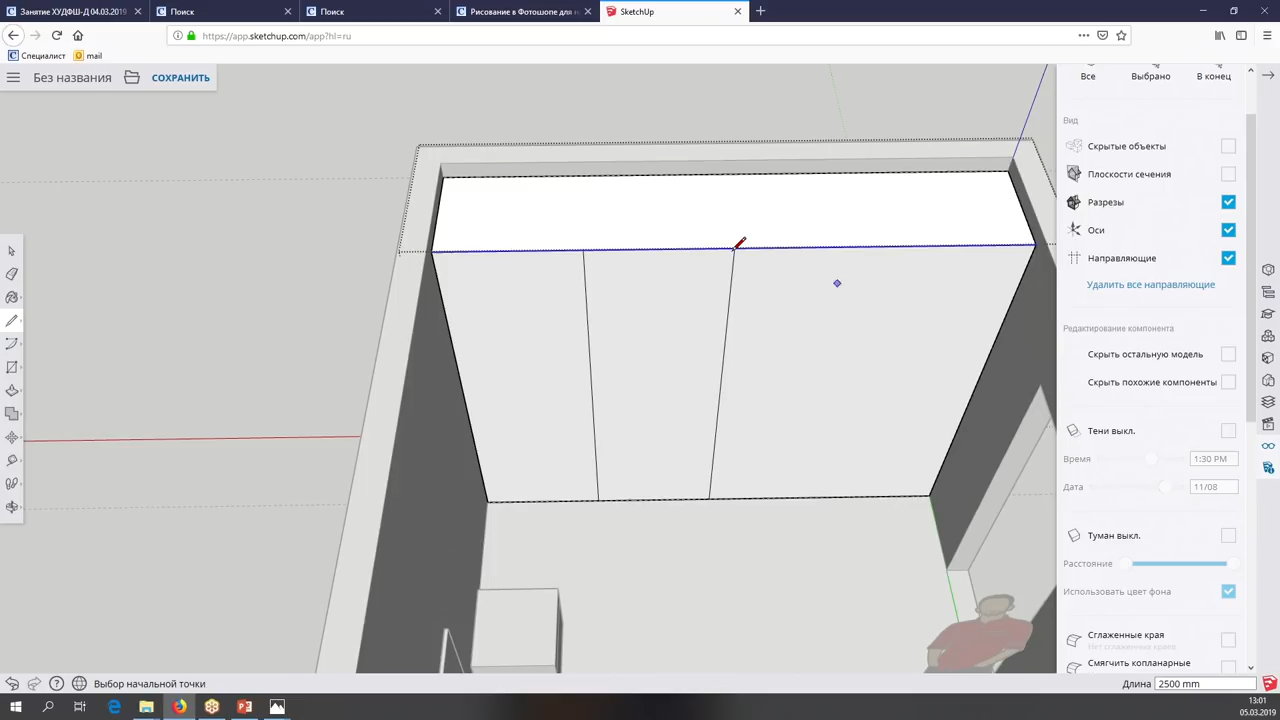 Занятие ХУДФШ-Д 04.03.2019
Поиск
Поиск
Рисование в Фотошопе для н
SketchUp
https://app.sketchup.com/app?hl=ru
Специалист
mail
Без названия
СОХРАНИТЬ
Все
Выбрано
В конец
Вид
Скрытые объекты
Плоскости сечения
Разрезы
Оси
Направляющие
Удалить все направляющие
Редактирование компонента
Скрыть остальную модель
Скрыть похожие компоненты
Тени выкл.
Время
1:30 PM
Дата
11/08
Туман выкл.
Расстояние
Использовать цвет фона
Сглаженные края
Нет сглаженных краев
Смягчить копланарные
Выбор начальной точки
Длина
2500 mm
13:01
05.03.2019